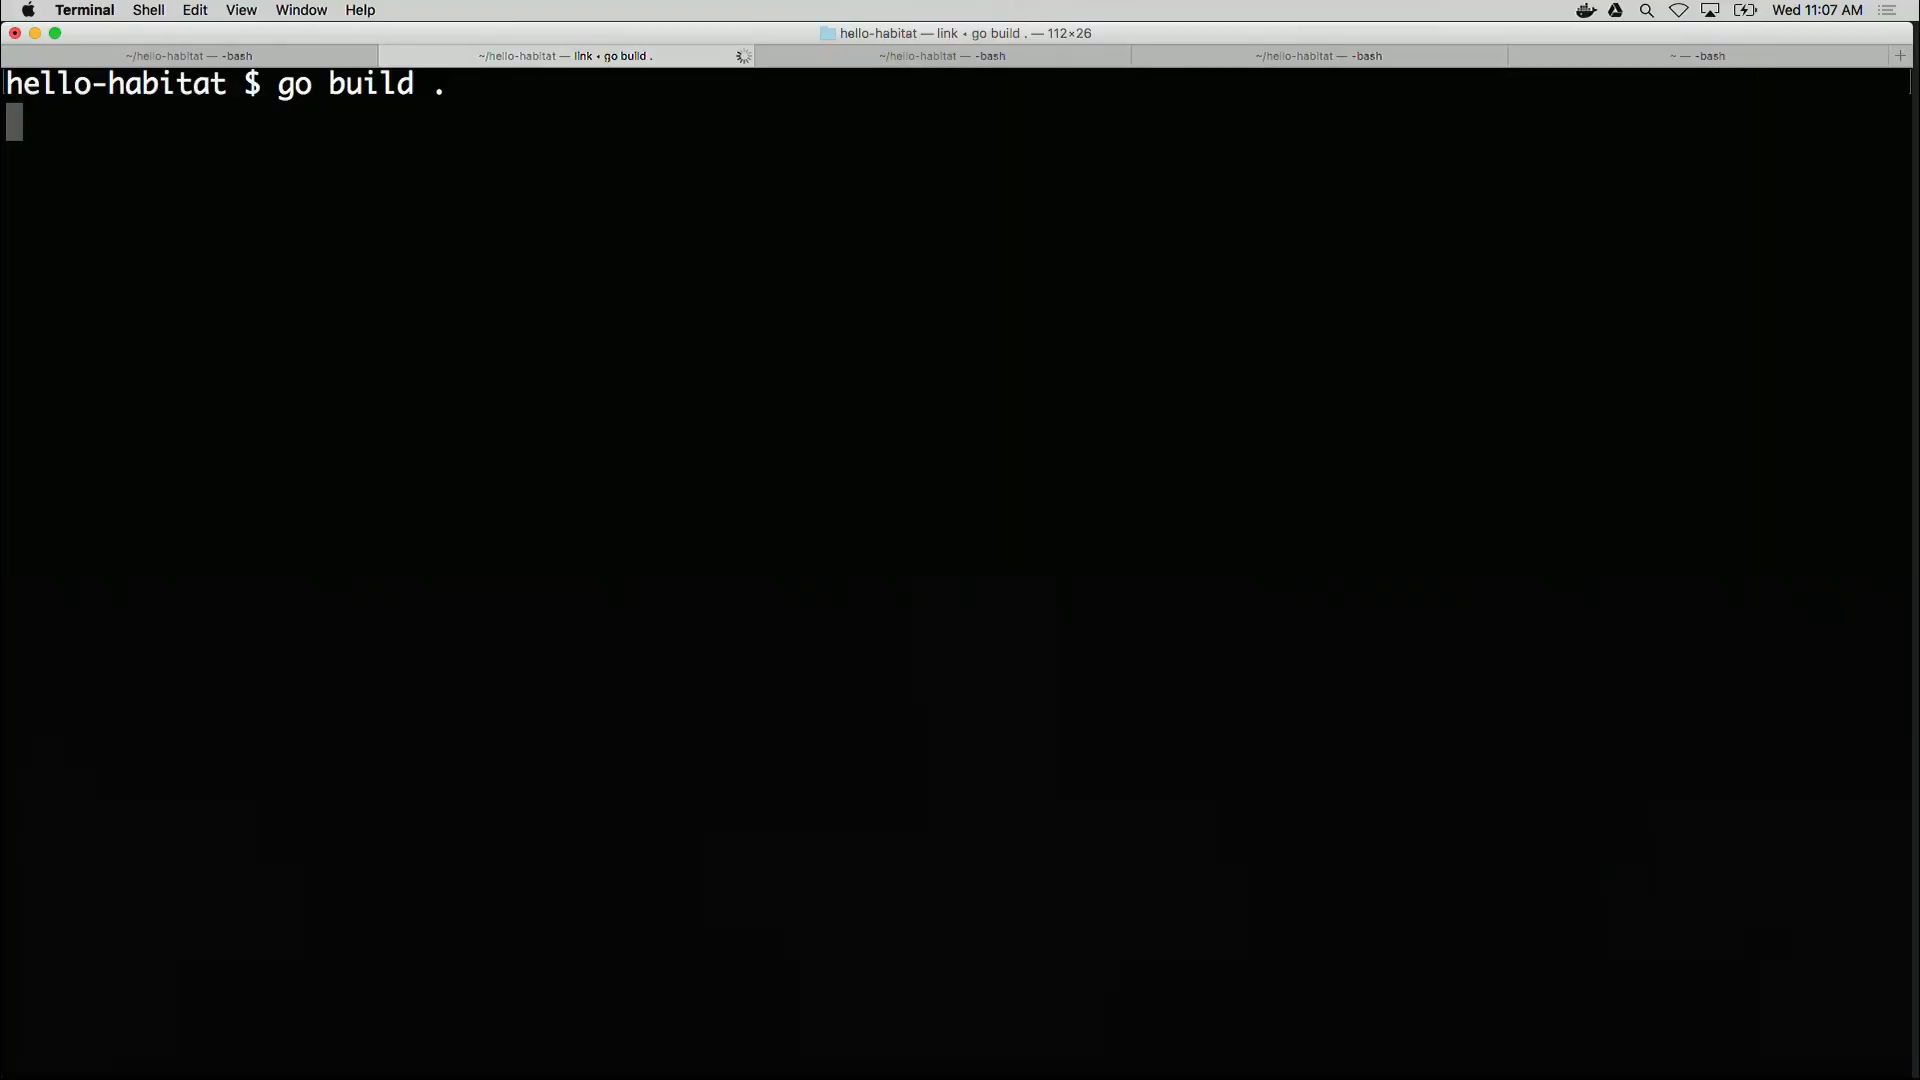 Terminal Shell Edit View Window Help Wed 11:07 AM
hello-habitat — link ◂ go build . — 112×26
~/hello-habitat — -bash ~/hello-habitat — link ◂ go build . ~/hello-habitat — -bash ~/hello-habitat — -bash ~ — -bash +
hello-habitat $ go build .